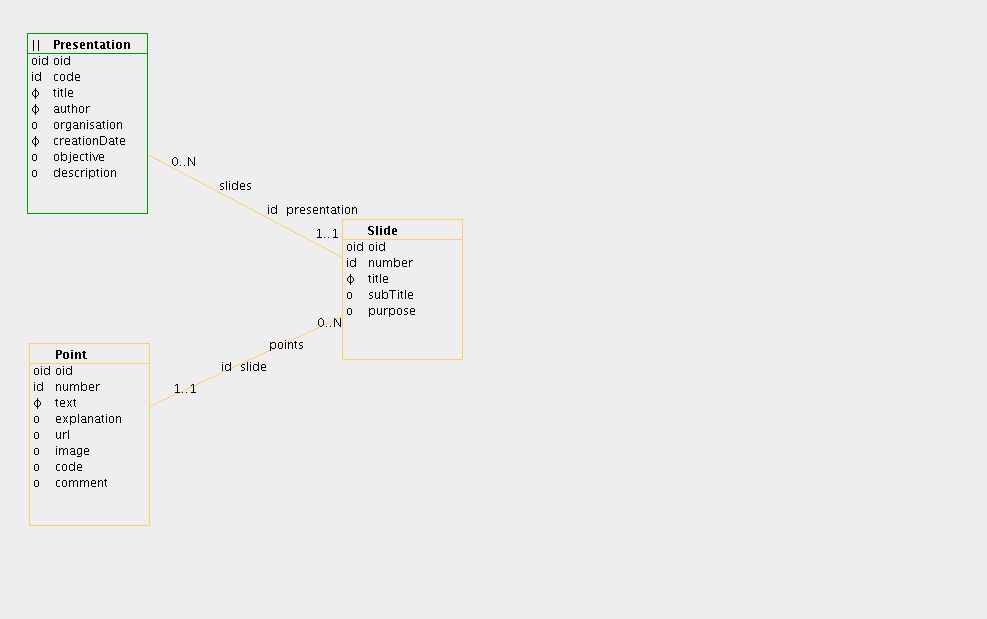 || Presentation
oid oid
id code
ϕ title
ϕ author
o organisation
ϕ creationDate
o objective
o description
0..N
slides
id presentation
1..1
Slide
oid oid
id number
ϕ title
o subTitle
o purpose
0..N
points
id slide
1..1
Point
oid oid
id number
ϕ text
o explanation
o url
o image
o code
o comment